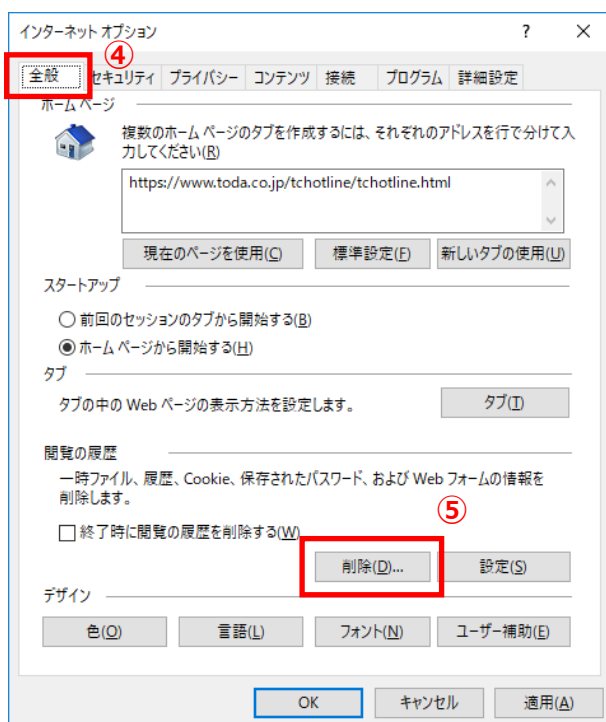 インターネット オプション ? ×
④
全般 セキュリティ プライバシー コンテンツ 接続 プログラム 詳細設定
ホーム ページ
複数のホーム ページのタブを作成するには、それぞれのアドレスを行で分けて入
力してください(R)
https://www.toda.co.jp/tchotline/tchotline.html
現在のページを使用(C) 標準設定(F) 新しいタブの使用(U)
スタートアップ
前回のセッションのタブから開始する(B)
ホーム ページから開始する(H)
タブ
タブの中の Web ページの表示方法を設定します。 タブ(T)
閲覧の履歴
一時ファイル、履歴、Cookie、保存されたパスワード、および Web フォームの情報を
削除します。
⑤
終了時に閲覧の履歴を削除する(W)
削除(D)... 設定(S)
デザイン
色(O) 言語(L) フォント(N) ユーザー補助(E)
OK キャンセル 適用(A)